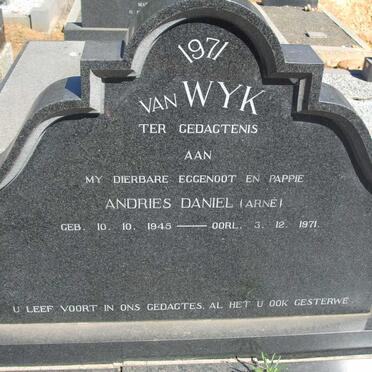 1971
VAN WYK
TER GEDAGTENIS
AAN
MY DIERBARE EGGENOOT EN PAPPIE
ANDRIES DANIEL (ARNÉ)
GEB. 10. 10. 1945 — OORL. 3. 12. 1971.
U LEEF VOORT IN ONS GEDAGTES, AL HET U OOK GESTERWE